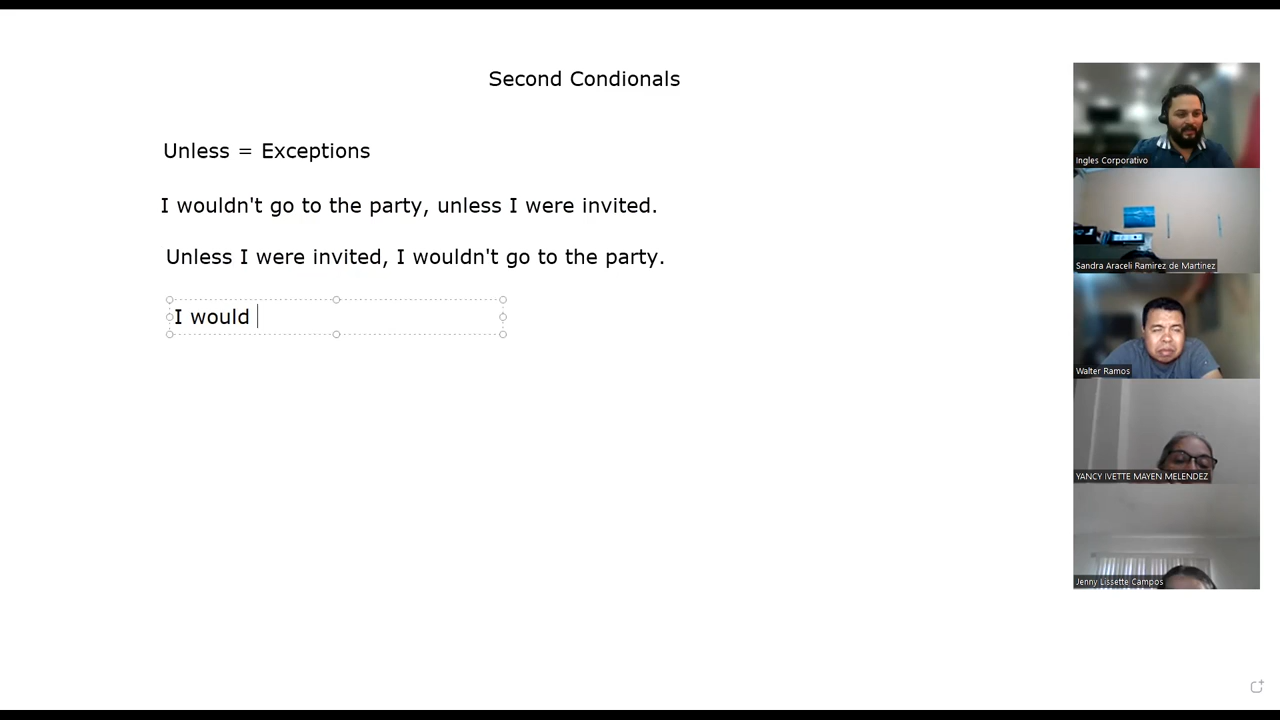 Second Condionals
Unless = Exceptions
I wouldn't go to the party, unless I were invited.
Unless I were invited, I wouldn't go to the party.
I would
Ingles Corporativo
Sandra Araceli Ramirez de Martinez
Walter Ramos
YANCY IVETTE MAYEN MELENDEZ
Jenny Lissette Campos